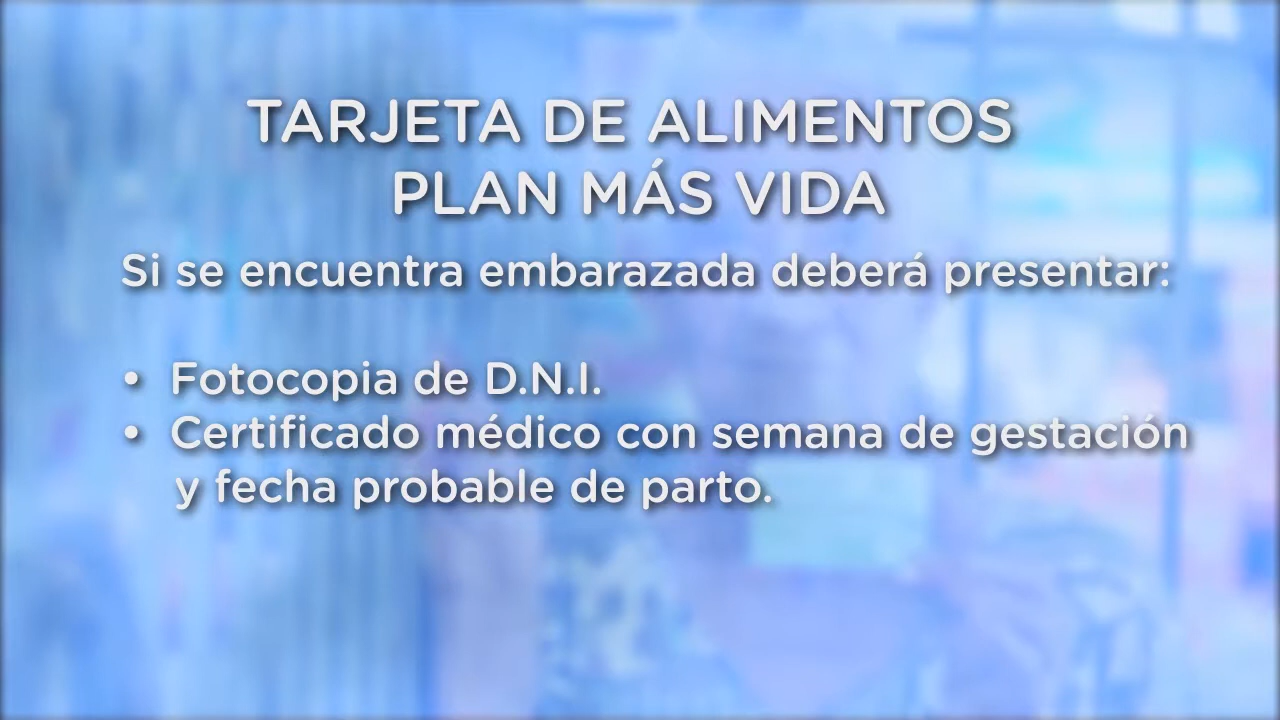 TARJETA DE ALIMENTOS
PLAN MÁS VIDA
Si se encuentra embarazada deberá presentar:
• Fotocopia de D.N.I.
• Certificado médico con semana de gestación
y fecha probable de parto.